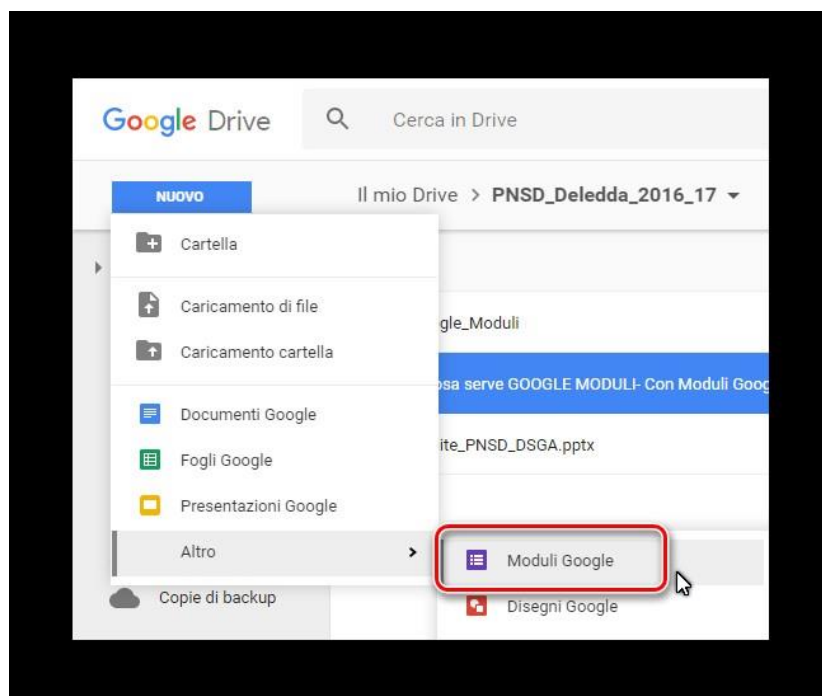 Google Drive
Cerca in Drive
NUOVO
Il mio Drive > PNSD_Deledda_2016_17
Cartella
Caricamento di file
gle_Moduli
Caricamento cartella
osa serve GOOGLE MODULI- Con Moduli Goog
Documenti Google
ite_PNSD_DSGA.pptx
Fogli Google
Presentazioni Google
Altro
Moduli Google
Copie di backup
Disegni Google